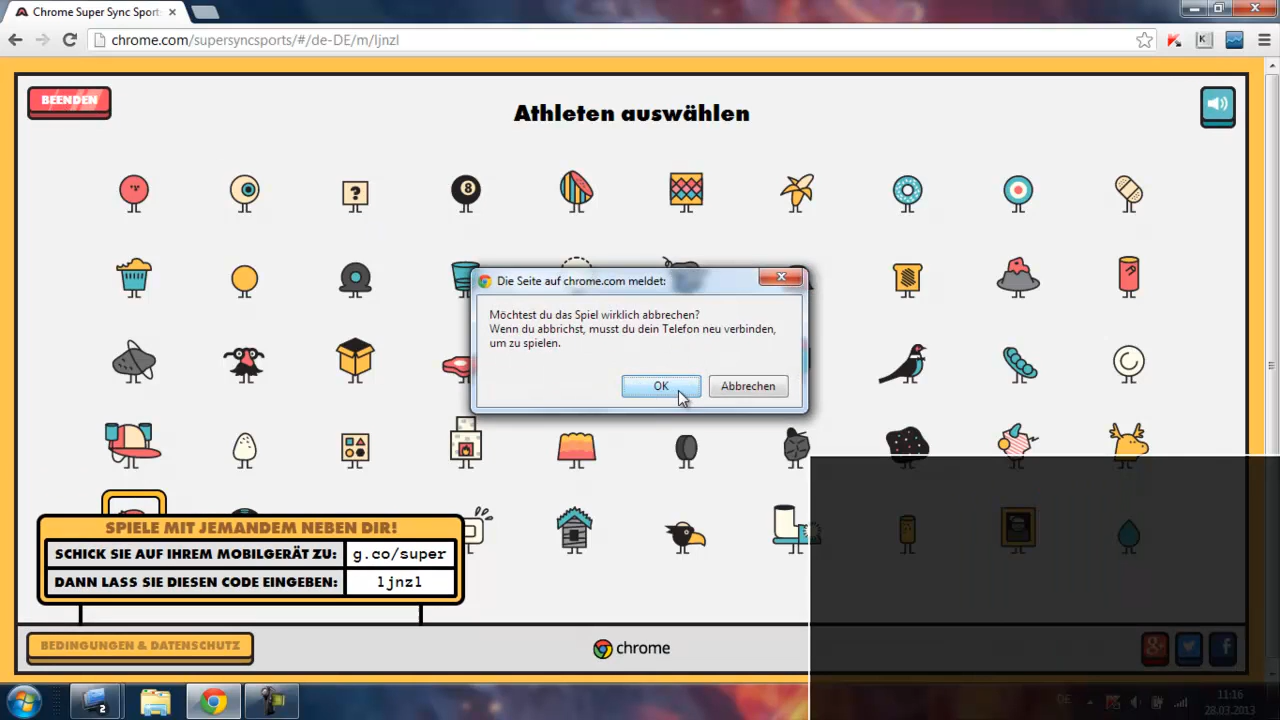 Chrome Super Sync Sport:
chrome.com/supersyncsports/#/de-DE/m/ljnzl
K
BEENDEN
Athleten auswählen
?
8
Die Seite auf chrome.com meldet:
Möchtest du das Spiel wirklich abbrechen?
Wenn du abbrichst, musst du dein Telefon neu verbinden,
um zu spielen.
OK
Abbrechen
SPIELE MIT JEMANDEM NEBEN DIR!
SCHICK SIE AUF IHREM MOBILGERÄT ZU:
g.co/super
DANN LASS SIE DIESEN CODE EINGEBEN:
ljnzl
BEDINGUNGEN & DATENSCHUTZ
chrome
g+
f
2
DE
11:16
28.03.2013